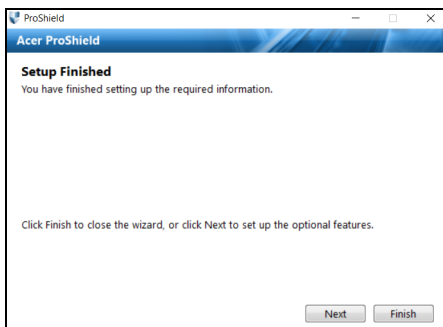 ProShield
Acer ProShield
Setup Finished
You have finished setting up the required information.
Click Finish to close the wizard, or click Next to set up the optional features.
Next Finish